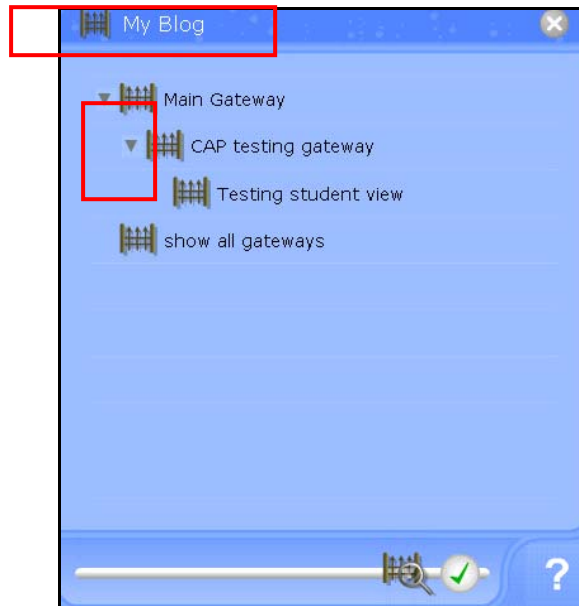 My Blog
Main Gateway
CAP testing gateway
Testing student view
show all gateways
?